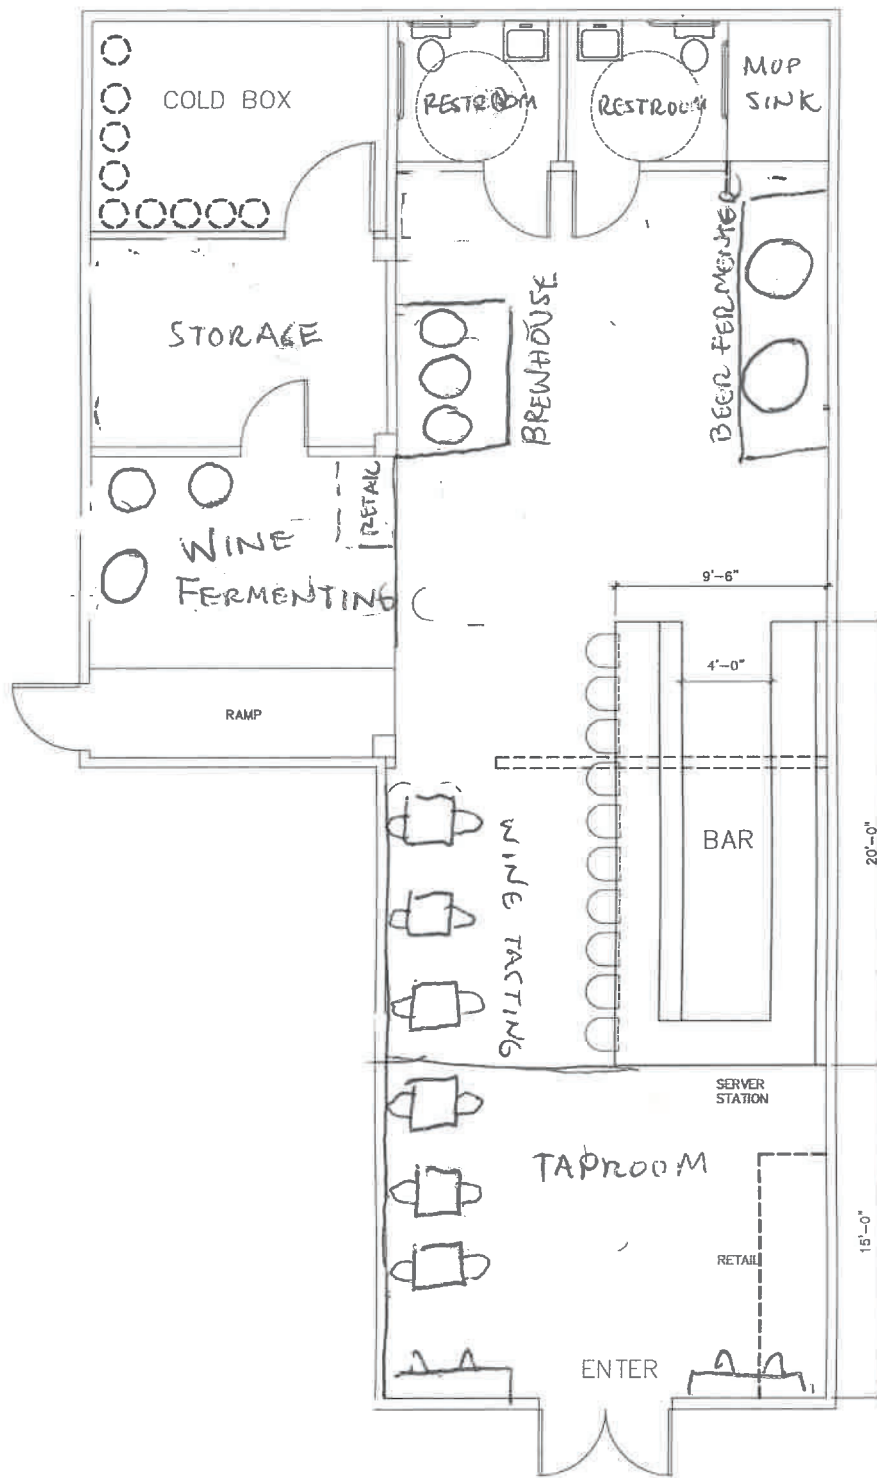 COLD BOX
RESTROOM
RESTROOM
MOP
SINK
STORAGE
BREWHOUSE
BEER FERMENTER
RETAIL
WINE
FERMENTING
9'-6"
4'-0"
RAMP
BAR
20'-0"
WINE TASTING
SERVER
STATION
TAPROOM
15'-0"
RETAIL
ENTER